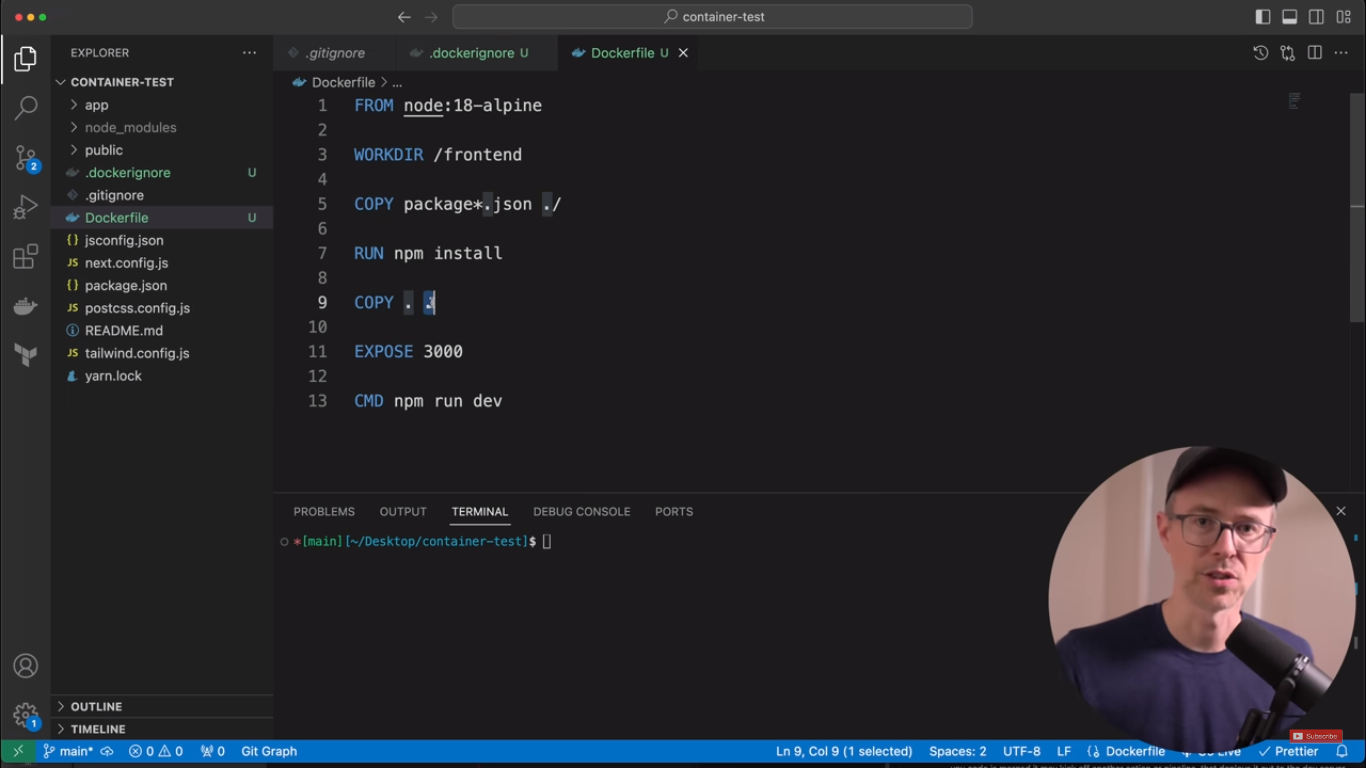 container-test
EXPLORER
.gitignore
.dockerignore U
Dockerfile U
CONTAINER-TEST
Dockerfile > ...
app
node_modules
public
.dockerignore U
.gitignore
Dockerfile U
{} jsconfig.json
JS next.config.js
{} package.json
JS postcss.config.js
README.md
JS tailwind.config.js
yarn.lock
1 FROM node:18-alpine
2
3 WORKDIR /frontend
4
5 COPY package*.json ./
6
7 RUN npm install
8
9 COPY . .
10
11 EXPOSE 3000
12
13 CMD npm run dev
PROBLEMS OUTPUT TERMINAL DEBUG CONSOLE PORTS
*[main][~/Desktop/container-test]$
2
1
OUTLINE
TIMELINE
Subscribe
main* 0 0 0 Git Graph
Ln 9, Col 9 (1 selected) Spaces: 2 UTF-8 LF {} Dockerfile Go Live Prettier